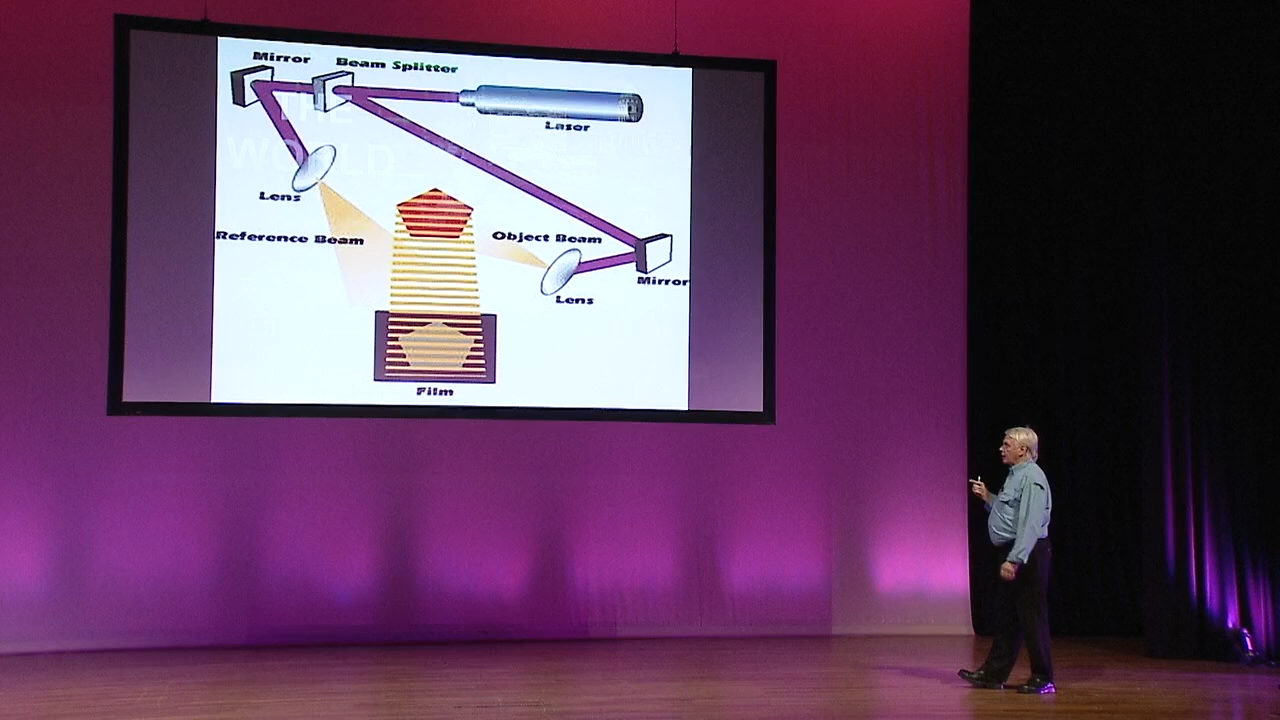 Mirror
Beam Splitter
THE
WORLD
Laser
Lens
Reference Beam
Object Beam
Lens
Mirror
Film